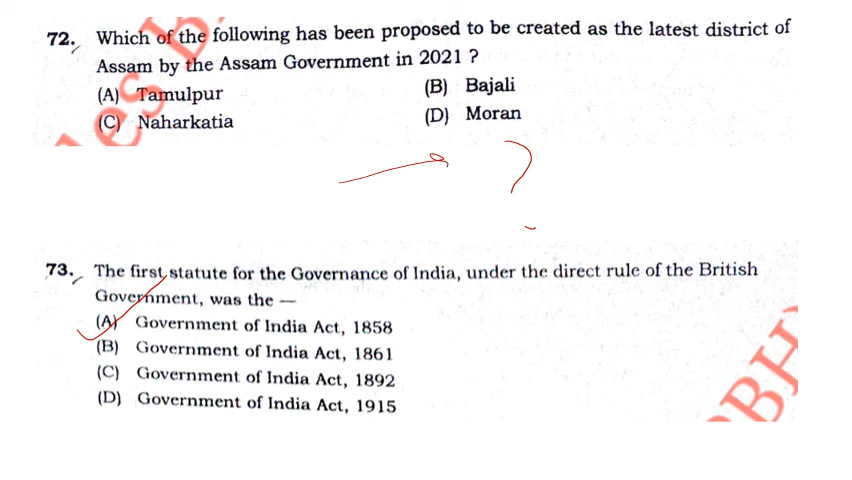 72. Which of the following has been proposed to be created as the latest district of
Assam by the Assam Government in 2021 ?
(A) Tamulpur
(B) Bajali
(C) Naharkatia
(D) Moran
?
73. The first statute for the Governance of India, under the direct rule of the British
Government, was the —
(A) Government of India Act, 1858
(B) Government of India Act, 1861
(C) Government of India Act, 1892
(D) Government of India Act, 1915